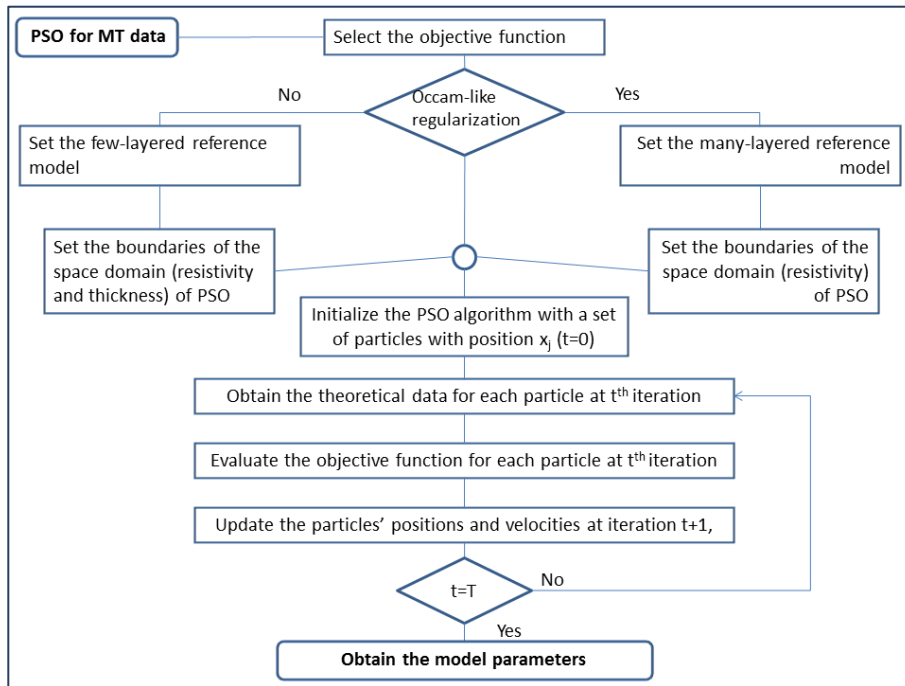 PSO for MT data
Select the objective function
No
Occam-like
regularization
Yes
Set the few-layered reference
model
Set the many-layered reference
model
Set the boundaries of the
space domain (resistivity
and thickness) of PSO
Set the boundaries of the
space domain (resistivity)
of PSO
Initialize the PSO algorithm with a set
of particles with position xj (t=0)
Obtain the theoretical data for each particle at tth iteration
Evaluate the objective function for each particle at tth iteration
Update the particles’ positions and velocities at iteration t+1,
t=T
No
Yes
Obtain the model parameters